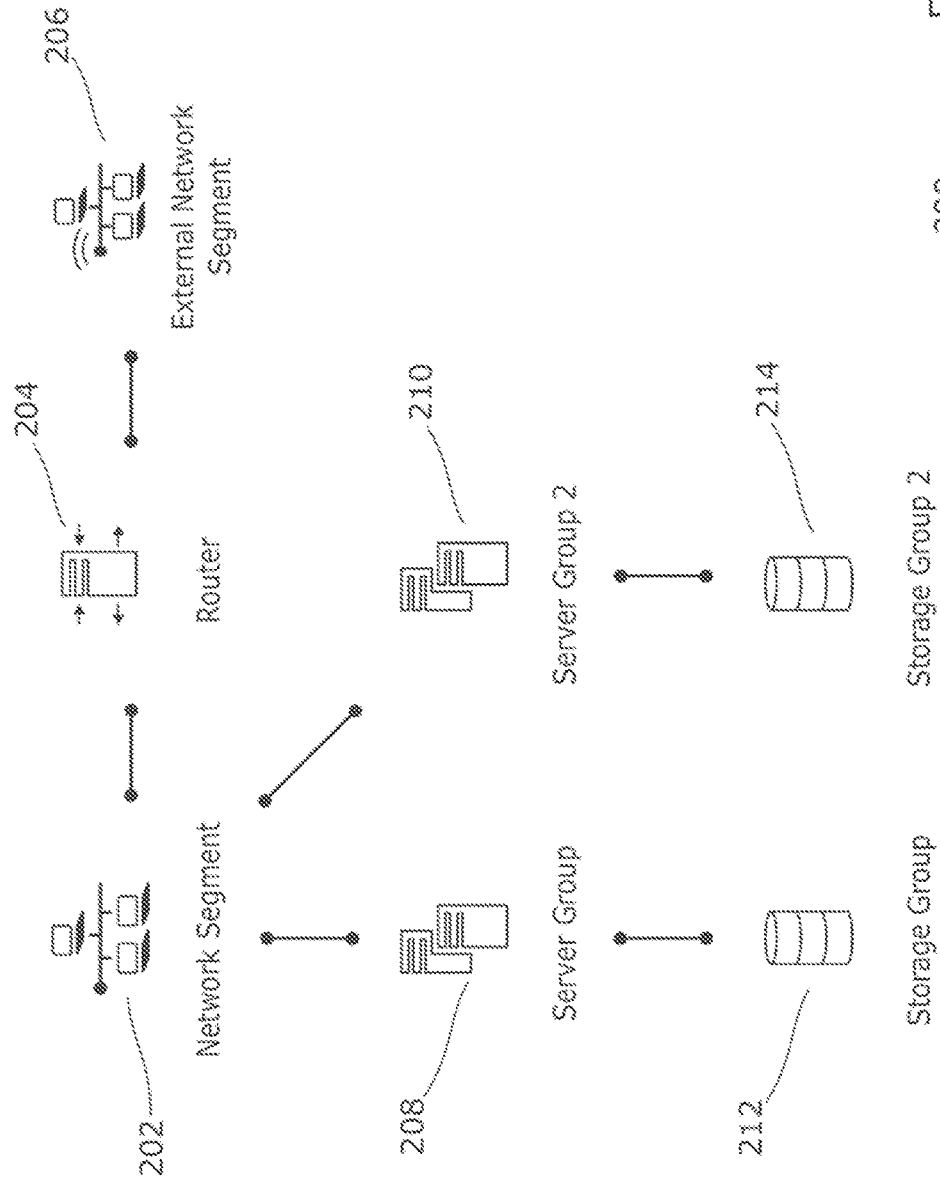 202
204
206
Network Segment
Router
External Network
Segment
208
210
Server Group
Server Group 2
212
214
Storage Group
Storage Group 2